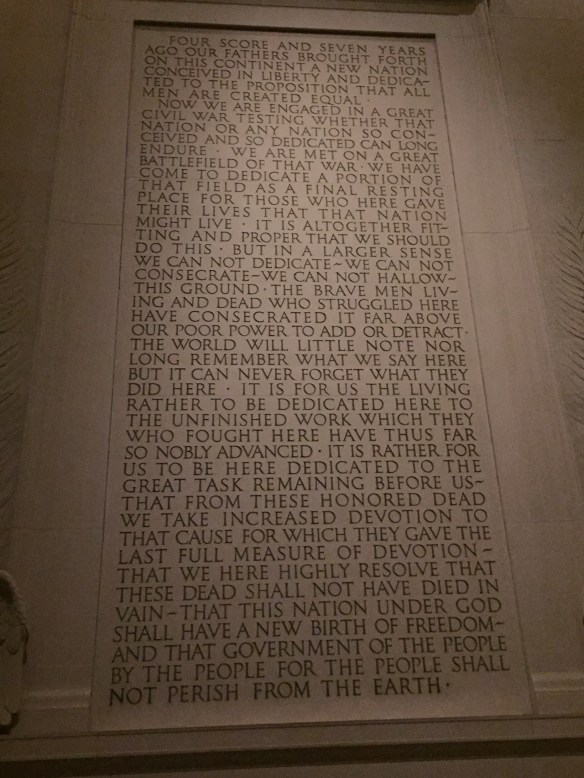 FOUR SCORE AND SEVEN YEARS
AGO OUR FATHERS BROUGHT FORTH
ON THIS CONTINENT A NEW NATION
CONCEIVED IN LIBERTY AND DEDICA-
TED TO THE PROPOSITION THAT ALL
MEN ARE CREATED EQUAL ·
NOW WE ARE ENGAGED IN A GREAT
CIVIL WAR TESTING WHETHER THAT
NATION OR ANY NATION SO CON-
CEIVED AND SO DEDICATED CAN LONG
ENDURE · WE ARE MET ON A GREAT
BATTLEFIELD OF THAT WAR · WE HAVE
COME TO DEDICATE A PORTION OF
THAT FIELD AS A FINAL RESTING
PLACE FOR THOSE WHO HERE GAVE
THEIR LIVES THAT THAT NATION
MIGHT LIVE · IT IS ALTOGETHER FIT-
TING AND PROPER THAT WE SHOULD
DO THIS · BUT IN A LARGER SENSE
WE CAN NOT DEDICATE~WE CAN NOT
CONSECRATE~WE CAN NOT HALLOW~
THIS GROUND · THE BRAVE MEN LIV-
ING AND DEAD WHO STRUGGLED HERE
HAVE CONSECRATED IT FAR ABOVE
OUR POOR POWER TO ADD OR DETRACT ·
THE WORLD WILL LITTLE NOTE NOR
LONG REMEMBER WHAT WE SAY HERE
BUT IT CAN NEVER FORGET WHAT THEY
DID HERE · IT IS FOR US THE LIVING
RATHER TO BE DEDICATED HERE TO
THE UNFINISHED WORK WHICH THEY
WHO FOUGHT HERE HAVE THUS FAR
SO NOBLY ADVANCED · IT IS RATHER FOR
US TO BE HERE DEDICATED TO THE
GREAT TASK REMAINING BEFORE US~
THAT FROM THESE HONORED DEAD
WE TAKE INCREASED DEVOTION TO
THAT CAUSE FOR WHICH THEY GAVE THE
LAST FULL MEASURE OF DEVOTION~
THAT WE HERE HIGHLY RESOLVE THAT
THESE DEAD SHALL NOT HAVE DIED IN
VAIN~THAT THIS NATION UNDER GOD
SHALL HAVE A NEW BIRTH OF FREEDOM~
AND THAT GOVERNMENT OF THE PEOPLE
BY THE PEOPLE FOR THE PEOPLE SHALL
NOT PERISH FROM THE EARTH ·